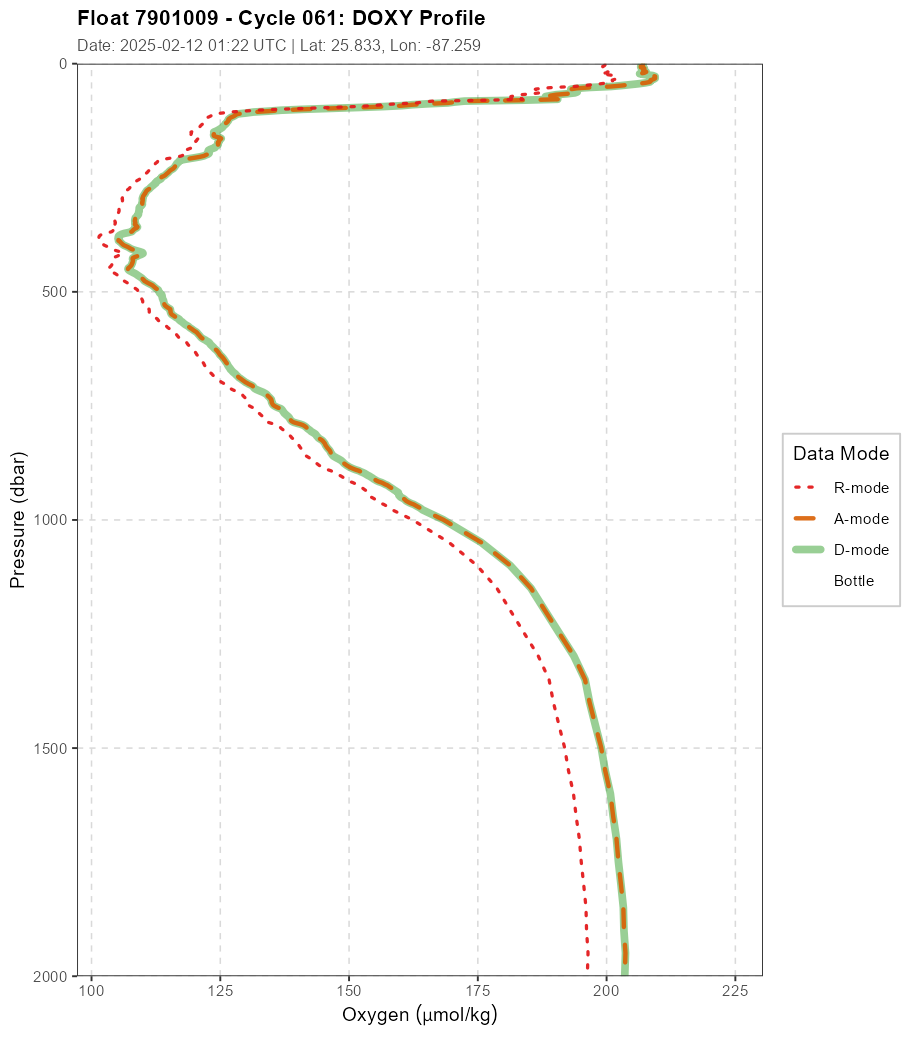 Float 7901009 - Cycle 061: DOXY Profile
Date: 2025-02-12 01:22 UTC | Lat: 25.833, Lon: -87.259
0
500
1000
1500
2000
Pressure (dbar)
100 125 150 175 200 225
Oxygen (µmol/kg)
Data Mode
R-mode
A-mode
D-mode
Bottle